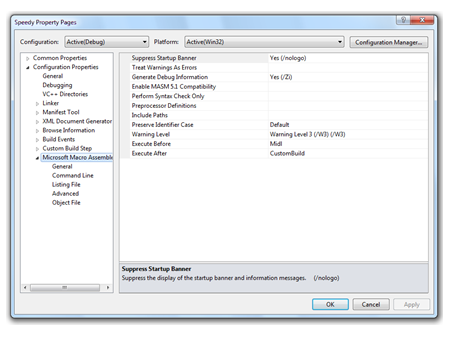 Speedy Property Pages
Configuration: Active(Debug) Platform: Active(Win32) Configuration Manager...
Common Properties
Configuration Properties
General
Debugging
VC++ Directories
Linker
Manifest Tool
XML Document Generator
Browse Information
Build Events
Custom Build Step
Microsoft Macro Assemble
General
Command Line
Listing File
Advanced
Object File
Suppress Startup Banner Yes (/nologo)
Treat Warnings As Errors
Generate Debug Information Yes (/Zi)
Enable MASM 5.1 Compatibility
Perform Syntax Check Only
Preprocessor Definitions
Include Paths
Preserve Identifier Case Default
Warning Level Warning Level 3 (/W3) (/W3)
Execute Before Midl
Execute After CustomBuild
Suppress Startup Banner
Suppress the display of the startup banner and information messages. (/nologo)
OK Cancel Apply